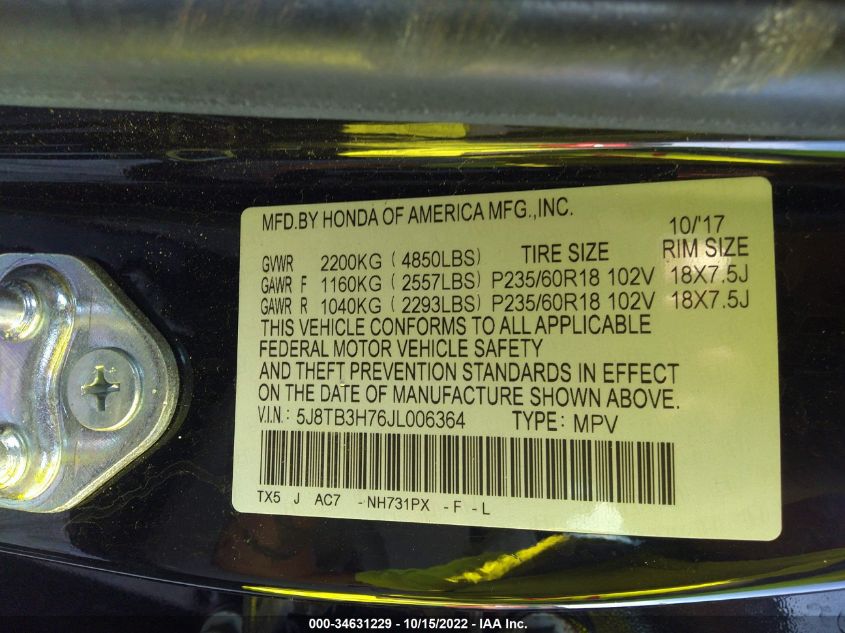 MFD.BY HONDA OF AMERICA MFG.,INC. 10/'17
GVWR 2200KG (4850LBS) TIRE SIZE RIM SIZE
GAWR F 1160KG (2557LBS) P235/60R18 102V 18X7.5J
GAWR R 1040KG (2293LBS) P235/60R18 102V 18X7.5J
THIS VEHICLE CONFORMS TO ALL APPLICABLE
FEDERAL MOTOR VEHICLE SAFETY
AND THEFT PREVENTION STANDARDS IN EFFECT
ON THE DATE OF MANUFACTURE SHOWN ABOVE.
V.I.N.: 5J8TB3H76JL006364 TYPE: MPV
TX5 J AC7 -NH731PX -F -L
000-34631229 - 10/15/2022 - IAA Inc.